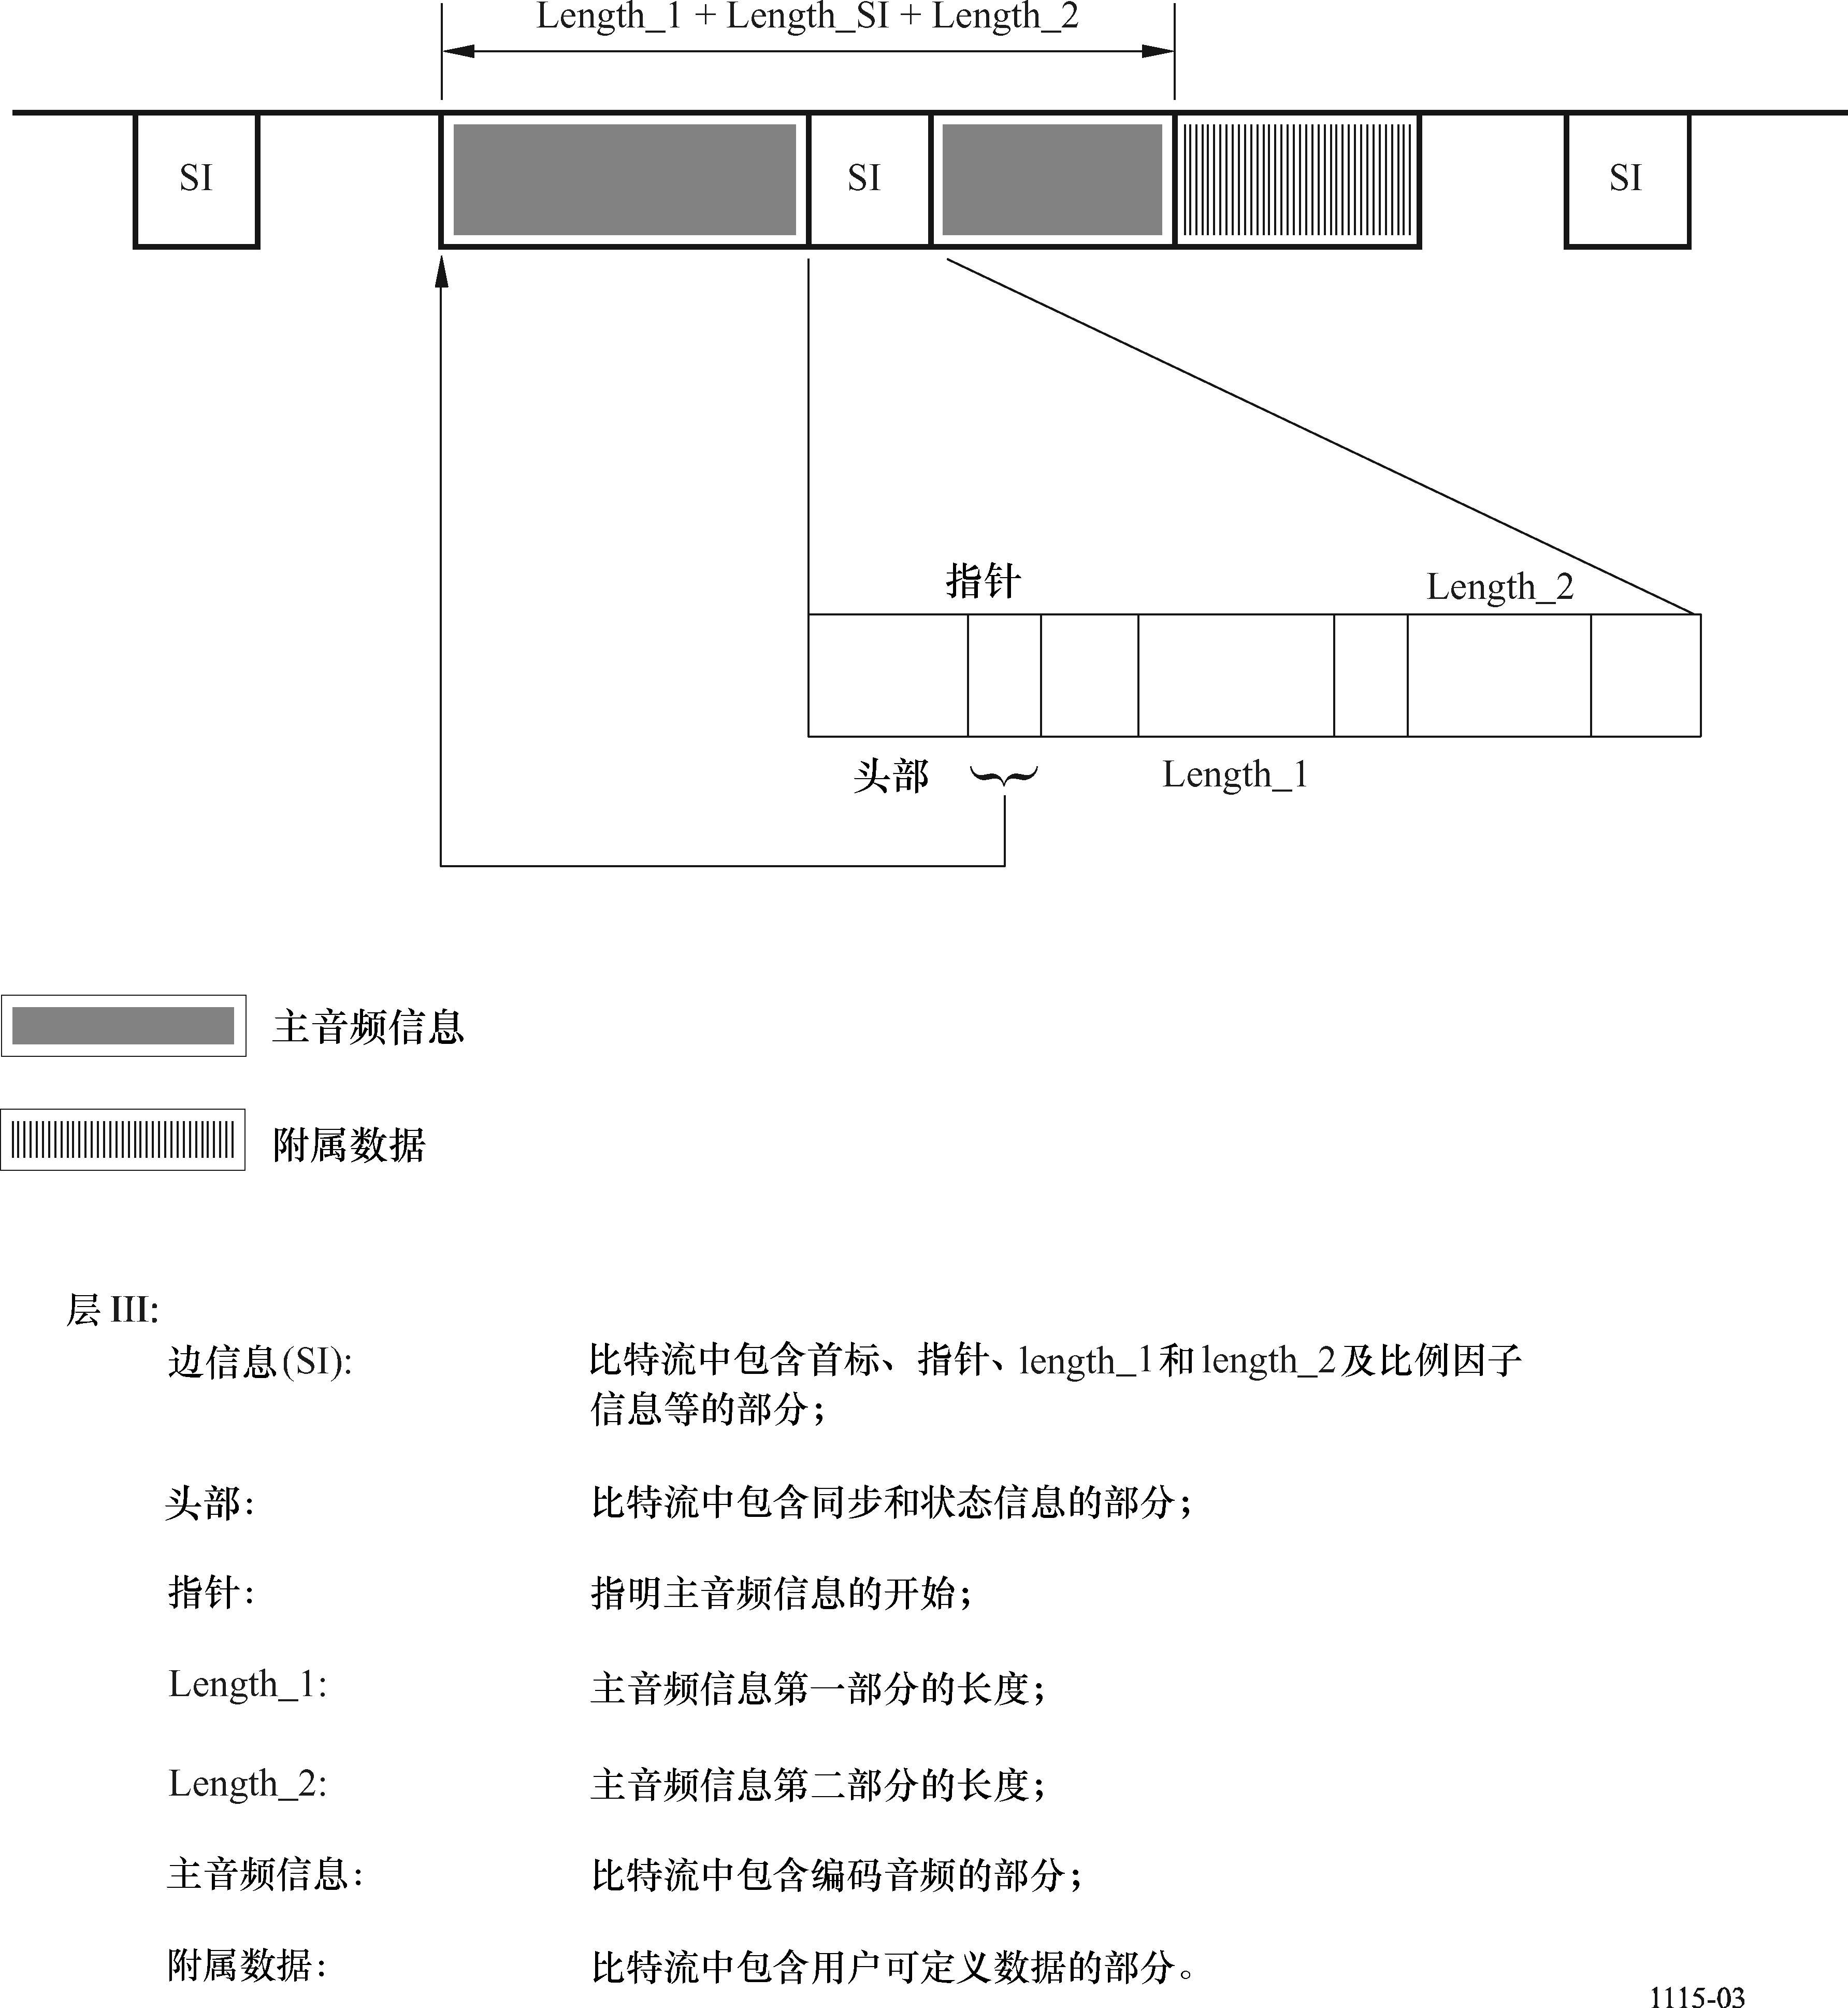 Length_1 + Length_SI + Length_2
SI
SI
SI
指针
Length_2
头部
Length_1
主音频信息
附属数据
层 III:
边信息(SI):
比特流中包含首标、指针、length_1和length_2及比例因子
信息等的部分；
头部：
比特流中包含同步和状态信息的部分；
指针：
指明主音频信息的开始；
Length_1:
主音频信息第一部分的长度；
Length_2:
主音频信息第二部分的长度；
主音频信息：
比特流中包含编码音频的部分；
附属数据：
比特流中包含用户可定义数据的部分。
1115-03